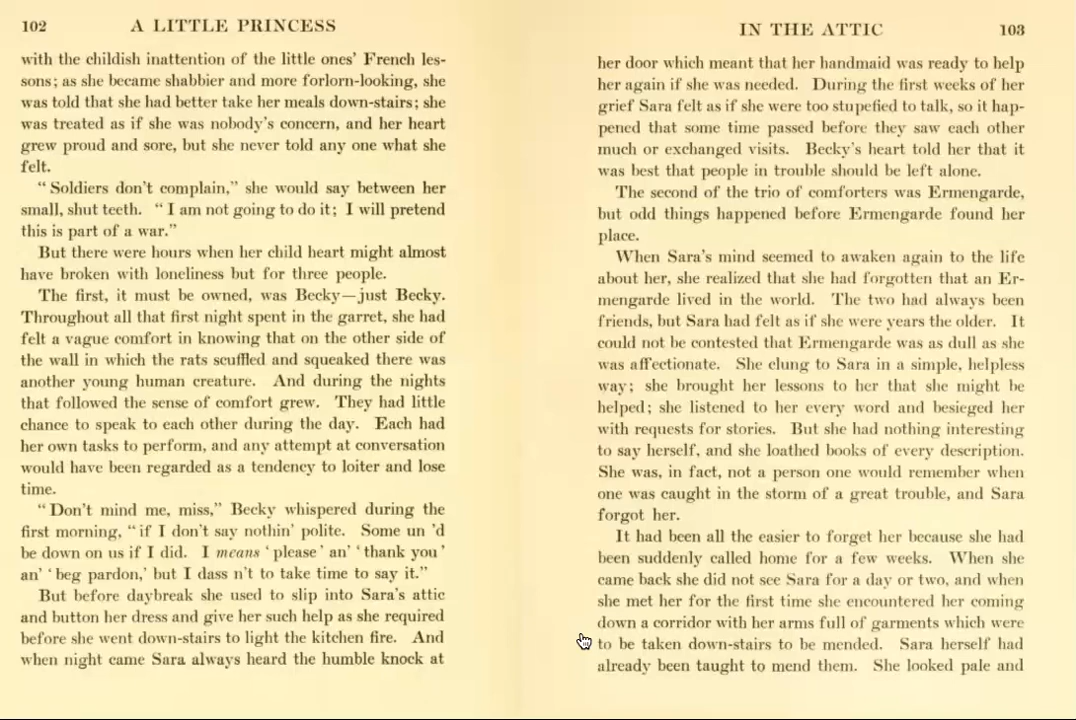 102 A LITTLE PRINCESS
with the childish inattention of the little ones' French les-
sons; as she became shabbier and more forlorn-looking, she
was told that she had better take her meals down-stairs; she
was treated as if she was nobody's concern, and her heart
grew proud and sore, but she never told any one what she
felt.
"Soldiers don't complain," she would say between her
small, shut teeth. "I am not going to do it; I will pretend
this is part of a war."
But there were hours when her child heart might almost
have broken with loneliness but for three people.
The first, it must be owned, was Becky—just Becky.
Throughout all that first night spent in the garret, she had
felt a vague comfort in knowing that on the other side of
the wall in which the rats scuffled and squeaked there was
another young human creature. And during the nights
that followed the sense of comfort grew. They had little
chance to speak to each other during the day. Each had
her own tasks to perform, and any attempt at conversation
would have been regarded as a tendency to loiter and lose
time.
"Don't mind me, miss," Becky whispered during the
first morning, "if I don't say nothin' polite. Some un 'd
be down on us if I did. I means 'please' an' 'thank you'
an' 'beg pardon,' but I dass n't to take time to say it."
But before daybreak she used to slip into Sara's attic
and button her dress and give her such help as she required
before she went down-stairs to light the kitchen fire. And
when night came Sara always heard the humble knock at
IN THE ATTIC 103
her door which meant that her handmaid was ready to help
her again if she was needed. During the first weeks of her
grief Sara felt as if she were too stupefied to talk, so it hap-
pened that some time passed before they saw each other
much or exchanged visits. Becky's heart told her that it
was best that people in trouble should be left alone.
The second of the trio of comforters was Ermengarde,
but odd things happened before Ermengarde found her
place.
When Sara's mind seemed to awaken again to the life
about her, she realized that she had forgotten that an Er-
mengarde lived in the world. The two had always been
friends, but Sara had felt as if she were years the older. It
could not be contested that Ermengarde was as dull as she
was affectionate. She clung to Sara in a simple, helpless
way; she brought her lessons to her that she might be
helped; she listened to her every word and besieged her
with requests for stories. But she had nothing interesting
to say herself, and she loathed books of every description.
She was, in fact, not a person one would remember when
one was caught in the storm of a great trouble, and Sara
forgot her.
It had been all the easier to forget her because she had
been suddenly called home for a few weeks. When she
came back she did not see Sara for a day or two, and when
she met her for the first time she encountered her coming
down a corridor with her arms full of garments which were
to be taken down-stairs to be mended. Sara herself had
already been taught to mend them. She looked pale and